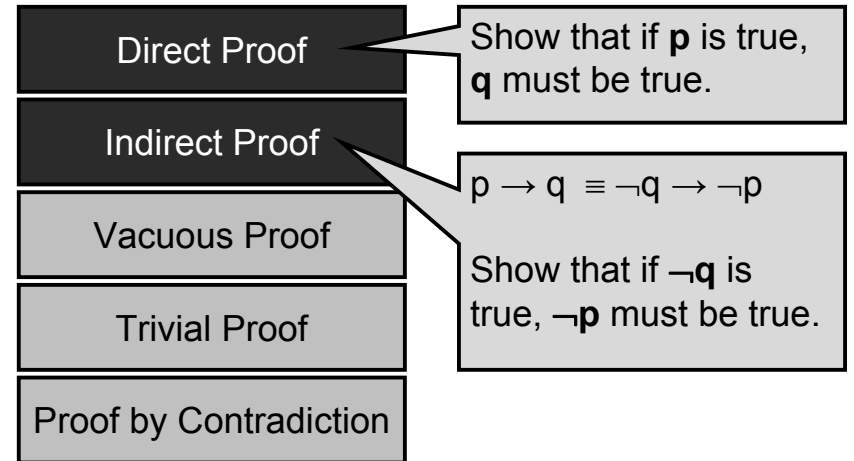 Direct Proof
Show that if p is true,
q must be true.
Indirect Proof
p → q ≡ ¬q → ¬p
Show that if ¬q is
true, ¬p must be true.
Vacuous Proof
Trivial Proof
Proof by Contradiction